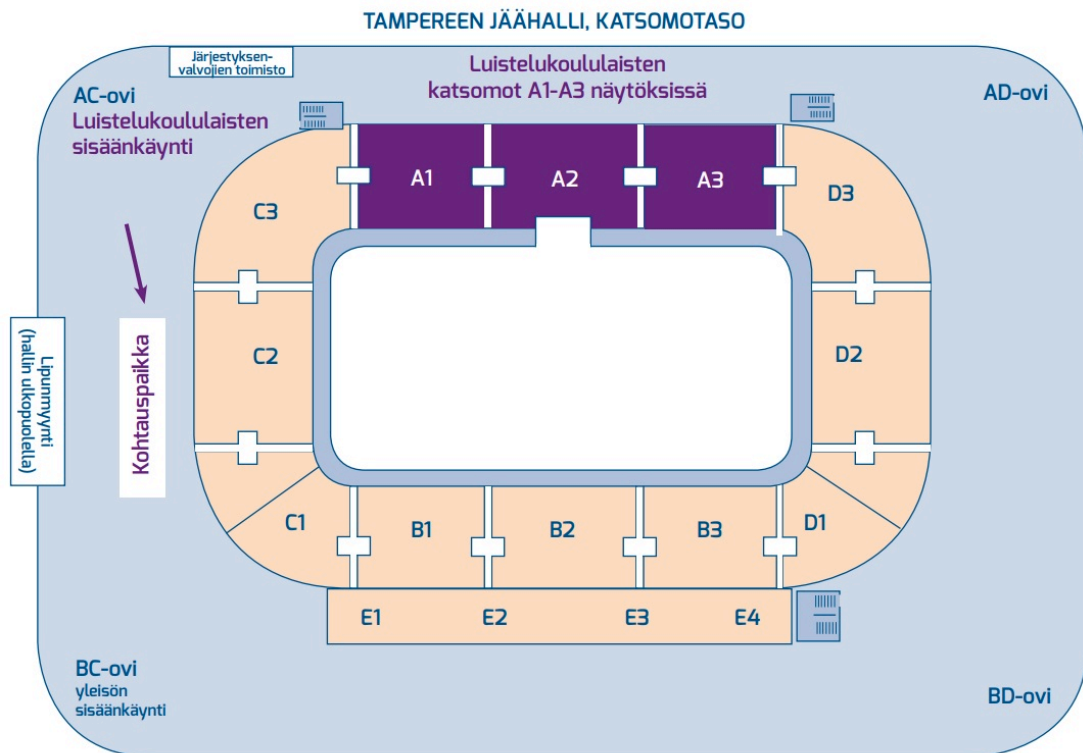 TAMPEREEN JÄÄHALLI, KATSOMOTASO
Järjestyksen-
valvojien toimisto
Luistelukoululaisten
katsomot A1-A3 näytöksissä
AC-ovi
Luistelukoululaisten
sisäänkäynti
AD-ovi
A1
A2
A3
C3
D3
Lipunmyynti
(hallin ulkopuolella)
Kohtauspaikka
C2
D2
C1
B1
B2
B3
D1
E1
E2
E3
E4
BC-ovi
yleisön
sisäänkäynti
BD-ovi